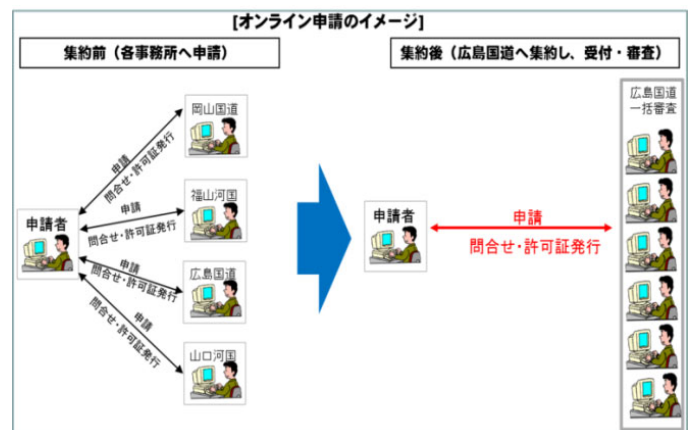 [オンライン申請のイメージ]
集約前（各事務所へ申請）
岡山国道
福山河国
広島国道
山口河国
申請者
申請
問合せ・許可証発行
申請
問合せ・許可証発行
申請
問合せ・許可証発行
申請
問合せ・許可証発行
集約後（広島国道へ集約し、受付・審査）
申請者
申請
問合せ・許可証発行
広島国道
一括審査